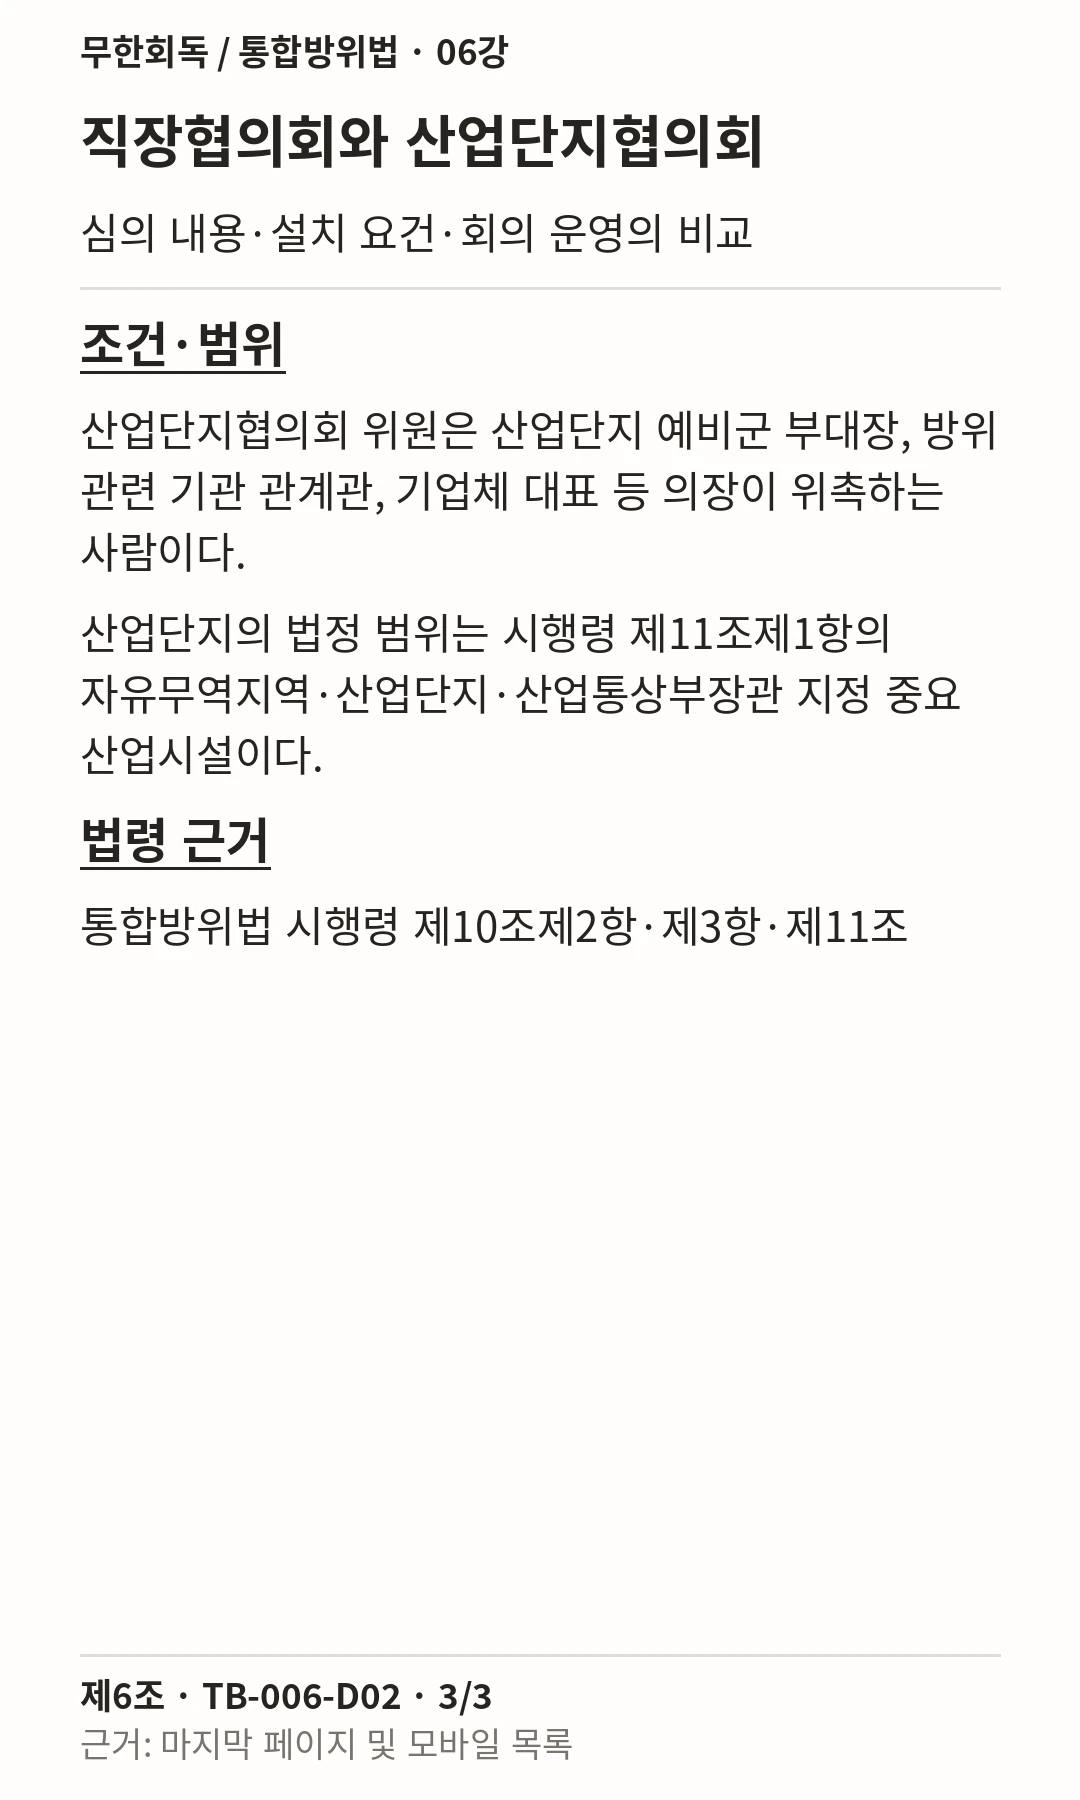 무한회독 / 통합방위법 · 06강
직장협의회와 산업단지협의회
심의 내용·설치 요건·회의 운영의 비교
조건·범위
산업단지협의회 위원은 산업단지 예비군 부대장, 방위
관련 기관 관계관, 기업체 대표 등 의장이 위촉하는
사람이다.
산업단지의 법정 범위는 시행령 제11조제1항의
자유무역지역·산업단지·산업통상부장관 지정 중요
산업시설이다.
법령 근거
통합방위법 시행령 제10조제2항·제3항·제11조
제6조 · TB-006-D02 · 3/3
근거: 마지막 페이지 및 모바일 목록